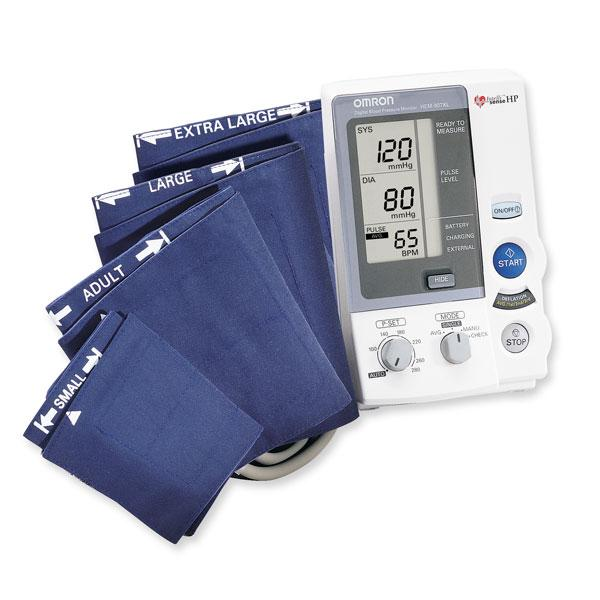 EXTRA LARGE
LARGE
ADULT
SMALL
OMRON
Digital Blood Pressure Monitor HEM-907XL
Intelli
sense HP
SYS
120
mmHg
DIA
80
mmHg
PULSE
AVG.
65
BPM
READY TO
MEASURE
PULSE
LEVEL
BATTERY
CHARGING
EXTERNAL
HIDE
ON/OFF
START
DEFLATION
STOP
P-SET
140 180
100 220
AUTO 260
280
MODE
SINGLE
AVG. MANU.
CHECK